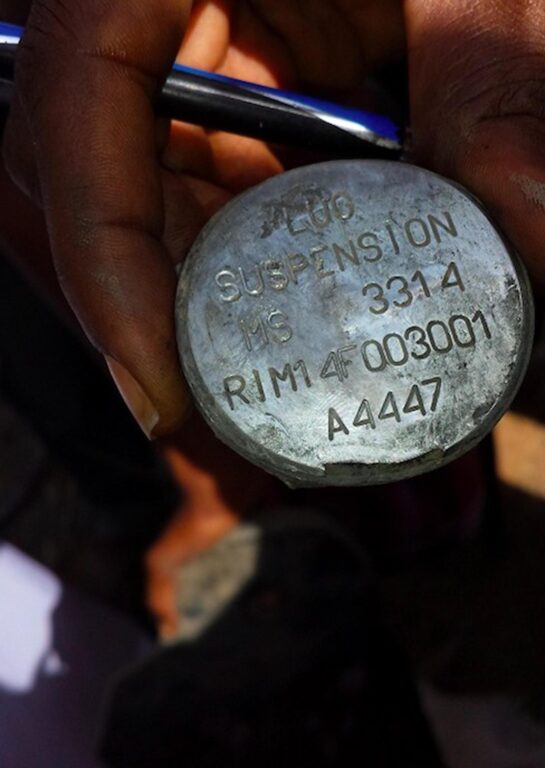 LUG
SUSPENSION
MS 3314
RIM14F003001
A4447